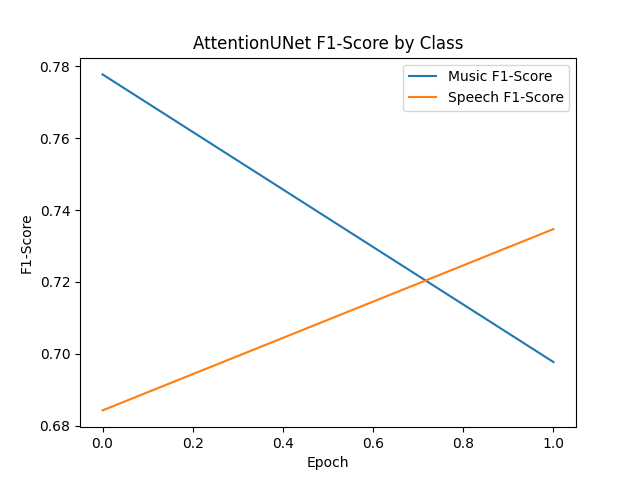 AttentionUNet F1-Score by Class
Music F1-Score
Speech F1-Score
F1-Score
0.78
0.76
0.74
0.72
0.70
0.68
0.0 0.2 0.4 0.6 0.8 1.0
Epoch